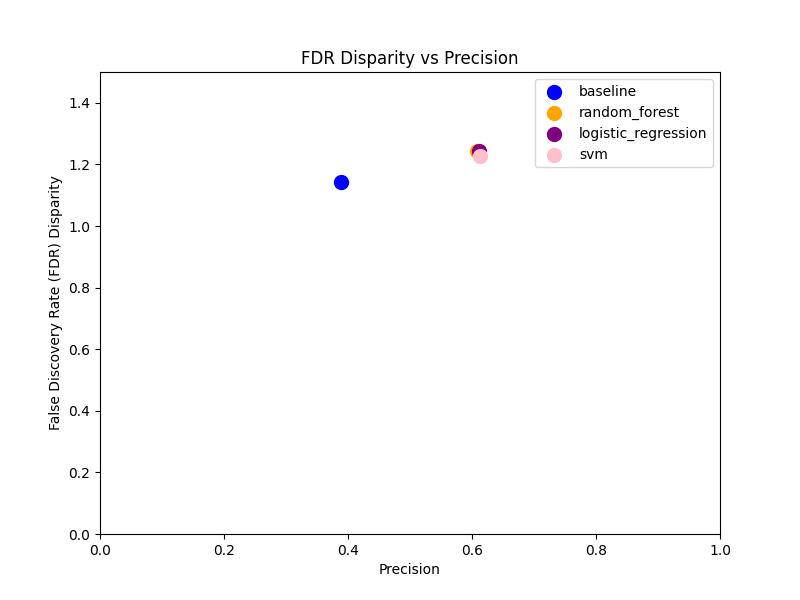 FDR Disparity vs Precision
baseline
random_forest
logistic_regression
svm
False Discovery Rate (FDR) Disparity
1.4
1.2
1.0
0.8
0.6
0.4
0.2
0.0
0.0 0.2 0.4 0.6 0.8 1.0
Precision